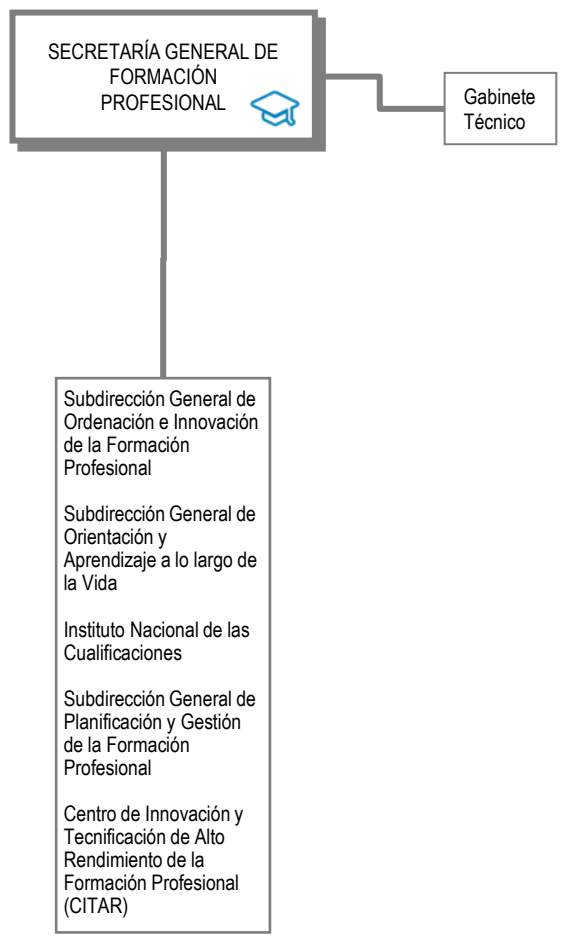 SECRETARÍA GENERAL DE
FORMACIÓN
PROFESIONAL
Gabinete
Técnico
Subdirección General de
Ordenación e Innovación
de la Formación
Profesional
Subdirección General de
Orientación y
Aprendizaje a lo largo de
la Vida
Instituto Nacional de las
Cualificaciones
Subdirección General de
Planificación y Gestión
de la Formación
Profesional
Centro de Innovación y
Tecnificación de Alto
Rendimiento de la
Formación Profesional
(CITAR)